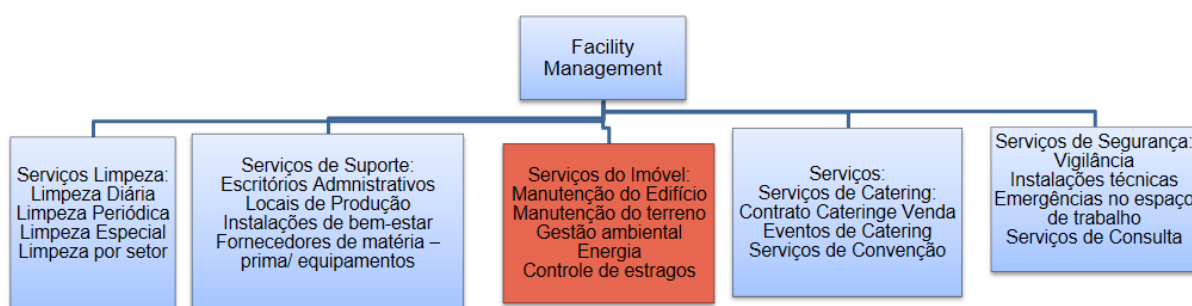 Facility
Management
Serviços Limpeza:
Limpeza Diária
Limpeza Periódica
Limpeza Especial
Limpeza por setor
Serviços de Suporte:
Escritórios Admnistrativos
Locais de Produção
Instalações de bem-estar
Fornecedores de matéria –
prima/ equipamentos
Serviços do Imóvel:
Manutenção do Edifício
Manutenção do terreno
Gestão ambiental
Energia
Controle de estragos
Serviços:
Serviços de Catering:
Contrato Cateringe Venda
Eventos de Catering
Serviços de Convenção
Serviços de Segurança:
Vigilância
Instalações técnicas
Emergências no espaço
de trabalho
Serviços de Consulta